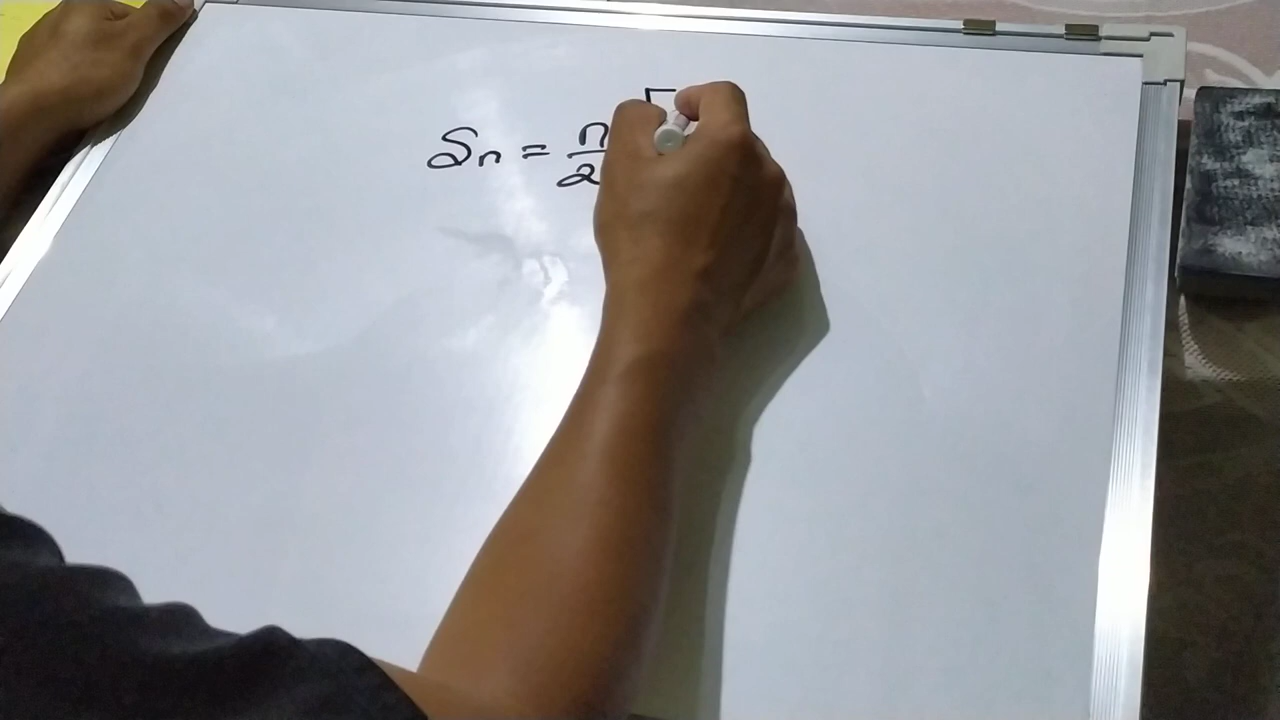 Sn = n/2 [